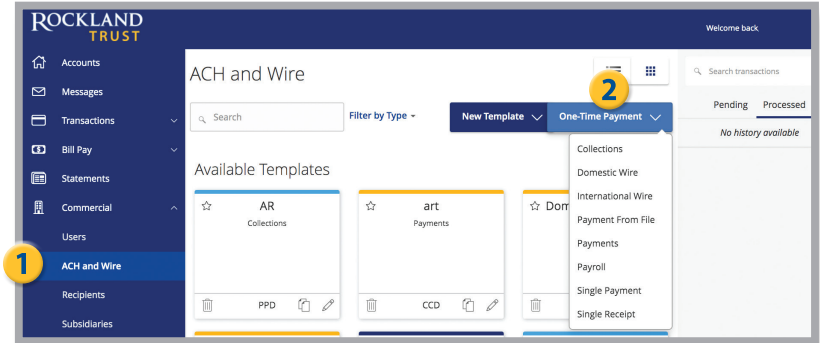 ROCKLAND
TRUST
Welcome back
Accounts
Messages
Transactions
Bill Pay
Statements
Commercial
Users
1
ACH and Wire
Recipients
Subsidiaries
ACH and Wire
Search
Filter by Type
New Template
2
One-Time Payment
Collections
Domestic Wire
International Wire
Payment From File
Payments
Payroll
Single Payment
Single Receipt
Available Templates
AR
Collections
PPD
art
Payments
CCD
Dom
Search transactions
Pending Processed
No history available